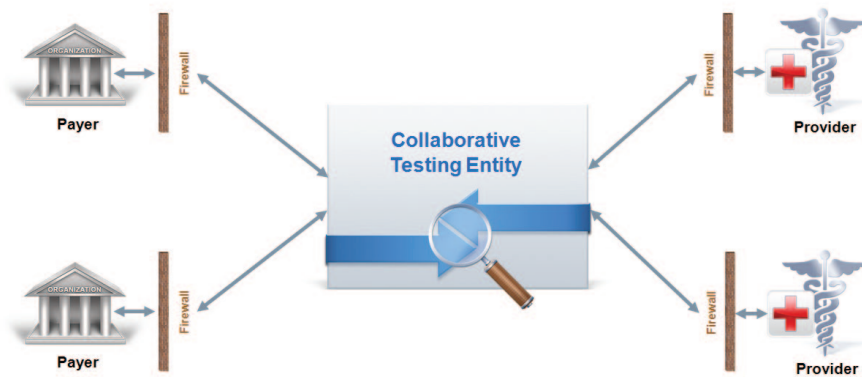 ORGANIZATION
Firewall
Payer
Collaborative
Testing Entity
Firewall
Provider
ORGANIZATION
Firewall
Payer
Firewall
Provider